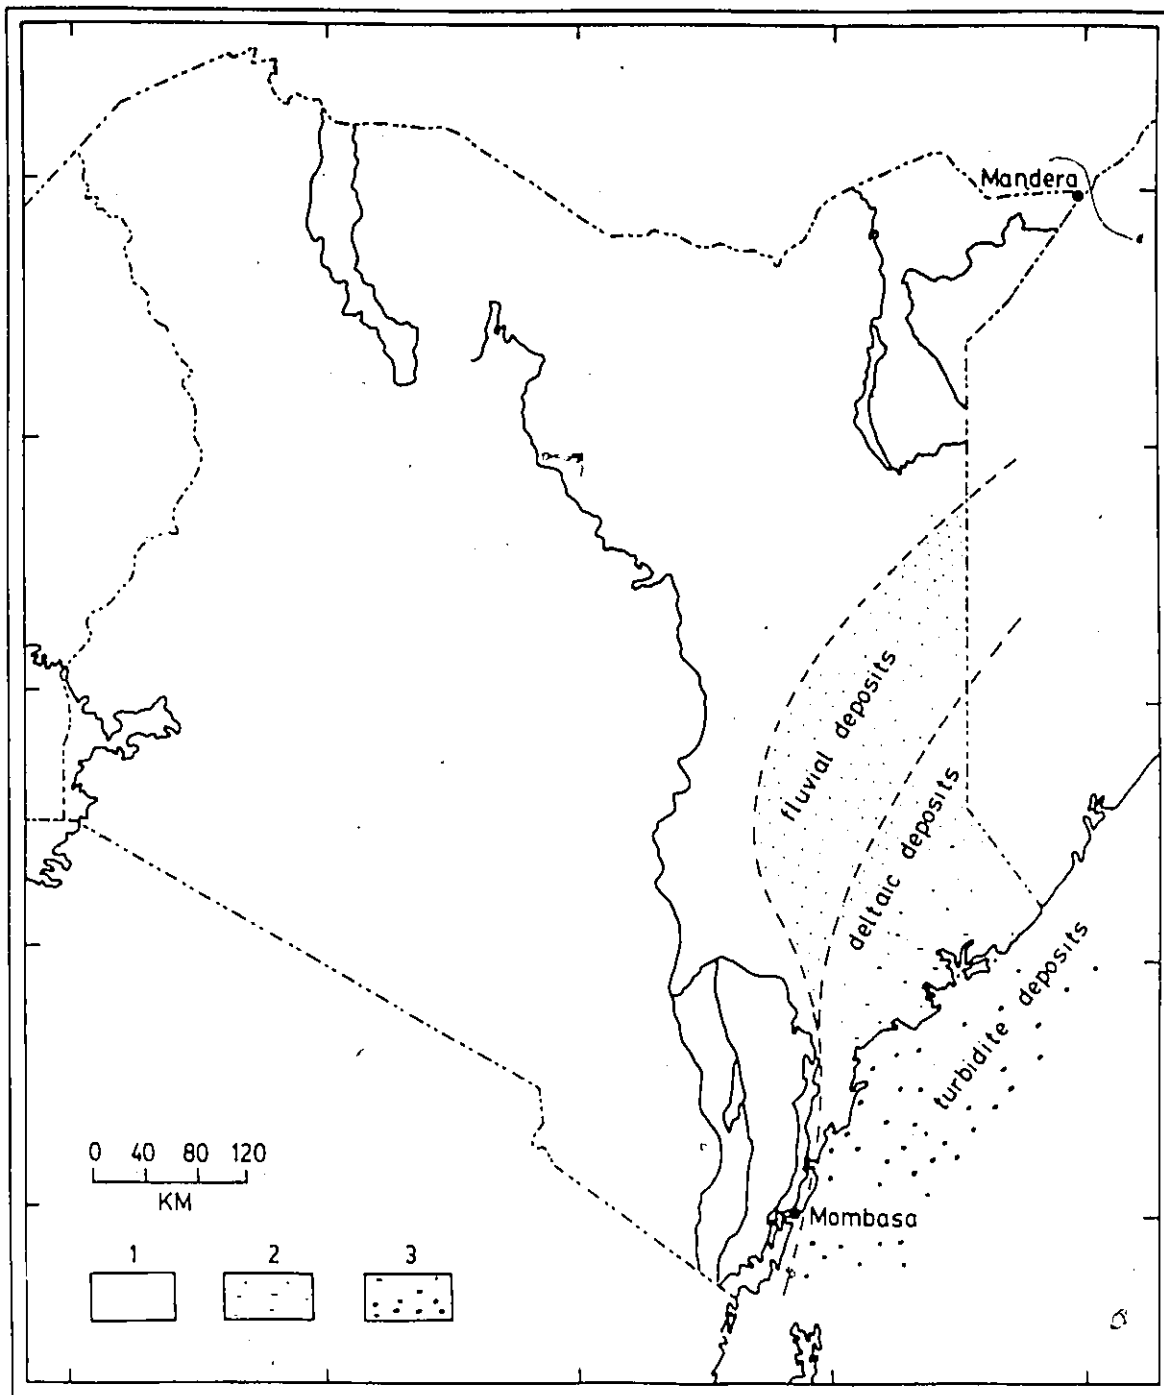 Mandera
fluvial deposits
deltaic deposits
turbidite deposits
0 40 80 120
KM
Mombasa
1 2 3